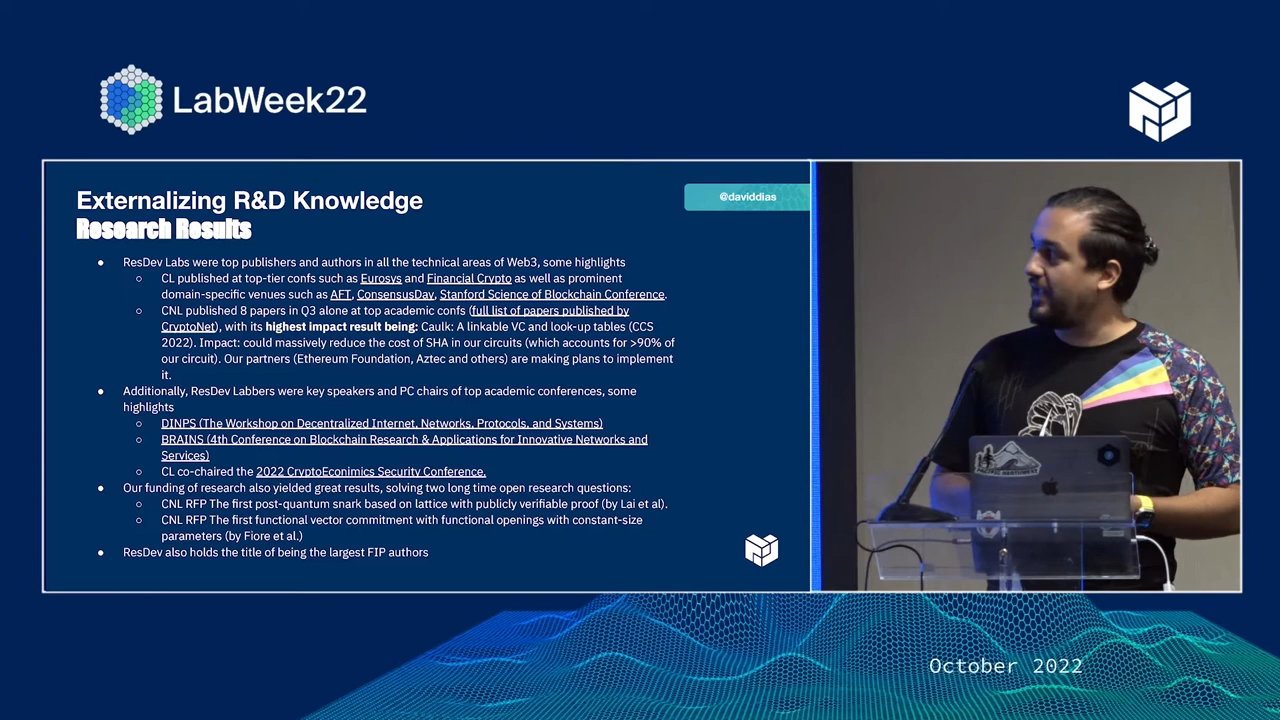 LabWeek22
Externalizing R&D Knowledge
@daviddias
Research Results
● ResDev Labs were top publishers and authors in all the technical areas of Web3, some highlights
○ CL published at top-tier confs such as Eurosys and Financial Crypto as well as prominent
domain-specific venues such as AFT, ConsensusDay, Stanford Science of Blockchain Conference.
○ CNL published 8 papers in Q3 alone at top academic confs (full list of papers published by
CryptoNet), with its highest impact result being: Caulk: A linkable VC and look-up tables (CCS
2022). Impact: could massively reduce the cost of SHA in our circuits (which accounts for >90% of
our circuit). Our partners (Ethereum Foundation, Aztec and others) are making plans to implement
it.
● Additionally, ResDev Labbers were key speakers and PC chairs of top academic conferences, some
highlights
○ DINPS (The Workshop on Decentralized Internet, Networks, Protocols, and Systems)
○ BRAINS (4th Conference on Blockchain Research & Applications for Innovative Networks and
Services)
○ CL co-chaired the 2022 CryptoEconimics Security Conference.
● Our funding of research also yielded great results, solving two long time open research questions:
○ CNL RFP The first post-quantum snark based on lattice with publicly verifiable proof (by Lai et al).
○ CNL RFP The first functional vector commitment with functional openings with constant-size
parameters (by Fiore et al.)
● ResDev also holds the title of being the largest FIP authors
October 2022